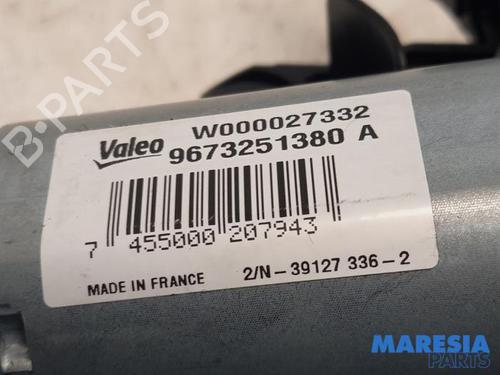 B-PARTS
Valeo
W000027332
9673251380 A
7 455000 207943
MADE IN FRANCE
2/N-39127 336-2
MARESIA
PARTS